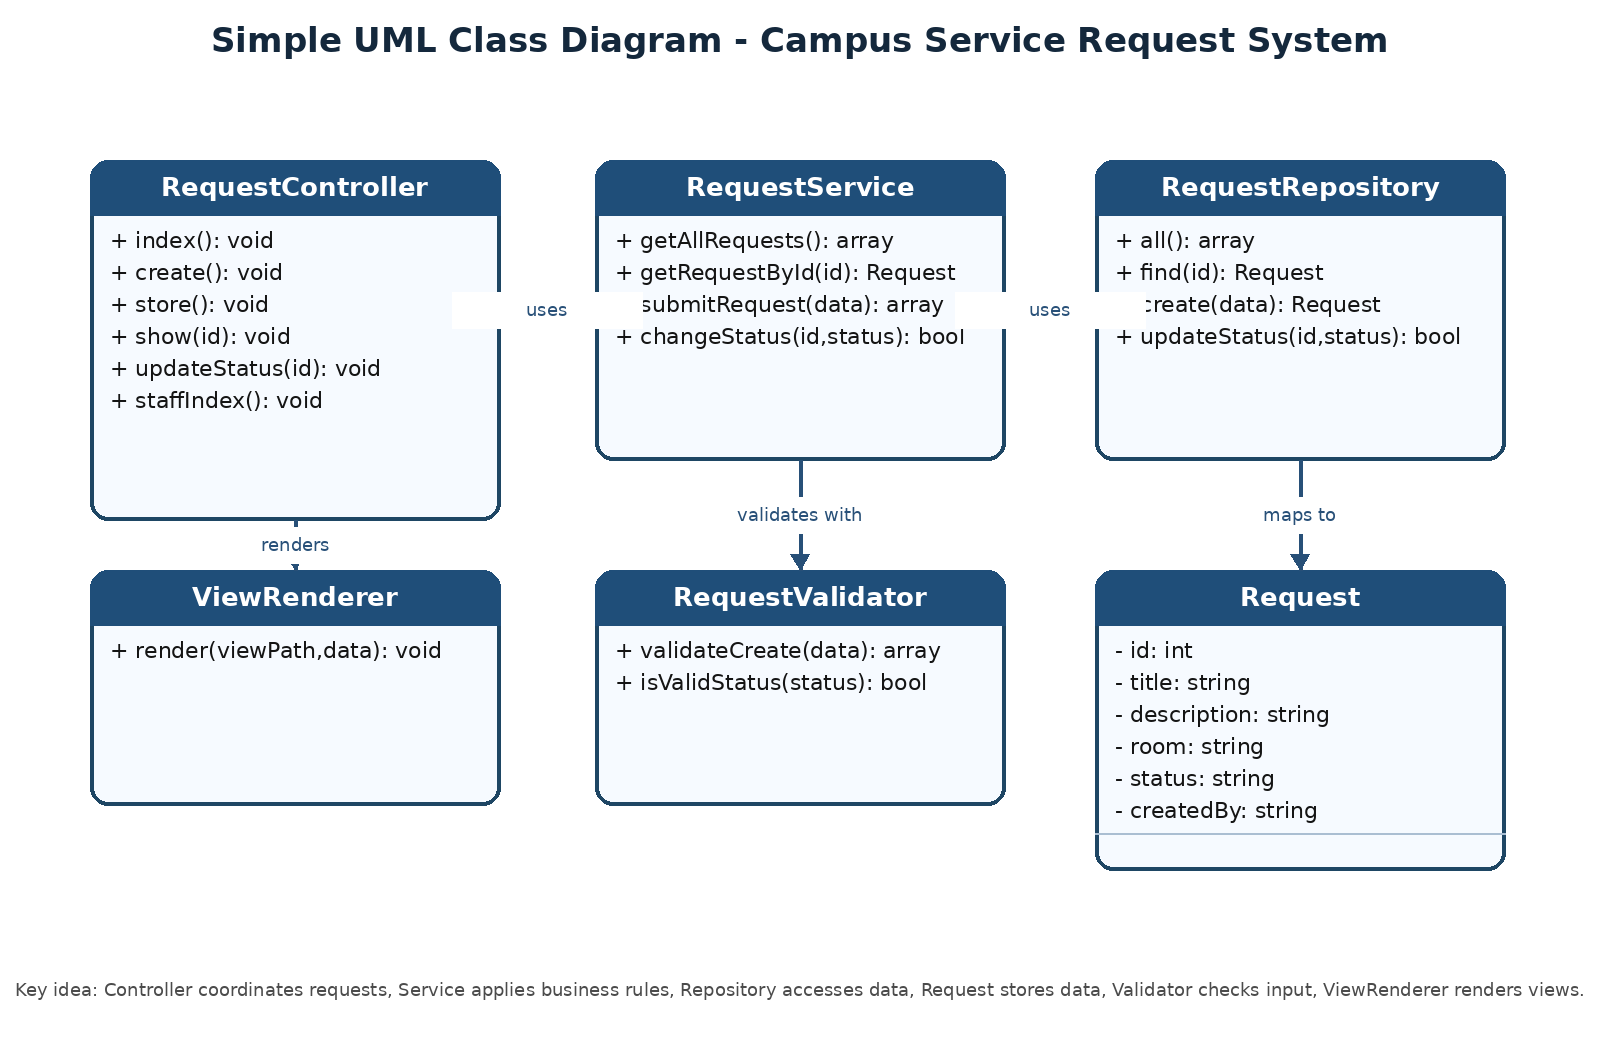 Simple UML Class Diagram - Campus Service Request System
RequestController
+ index(): void
+ create(): void
+ store(): void
+ show(id): void
+ updateStatus(id): void
+ staffIndex(): void
uses
RequestService
+ getAllRequests(): array
+ getRequestById(id): Request
submitRequest(data): array
+ changeStatus(id,status): bool
uses
RequestRepository
+ all(): array
+ find(id): Request
create(data): Request
+ updateStatus(id,status): bool
renders
validates with
maps to
ViewRenderer
+ render(viewPath,data): void
RequestValidator
+ validateCreate(data): array
+ isValidStatus(status): bool
Request
- id: int
- title: string
- description: string
- room: string
- status: string
- createdBy: string
Key idea: Controller coordinates requests, Service applies business rules, Repository accesses data, Request stores data, Validator checks input, ViewRenderer renders views.